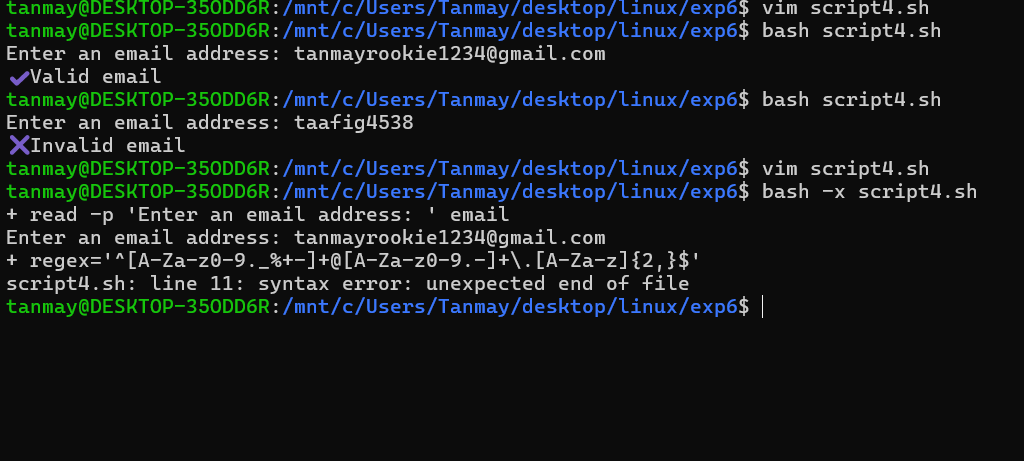 tanmay@DESKTOP-35ODD6R:/mnt/c/Users/Tanmay/desktop/linux/exp6$ vim script4.sh
tanmay@DESKTOP-35ODD6R:/mnt/c/Users/Tanmay/desktop/linux/exp6$ bash script4.sh
Enter an email address: tanmayrookie1234@gmail.com
✔Valid email
tanmay@DESKTOP-35ODD6R:/mnt/c/Users/Tanmay/desktop/linux/exp6$ bash script4.sh
Enter an email address: taafig4538
❌Invalid email
tanmay@DESKTOP-35ODD6R:/mnt/c/Users/Tanmay/desktop/linux/exp6$ vim script4.sh
tanmay@DESKTOP-35ODD6R:/mnt/c/Users/Tanmay/desktop/linux/exp6$ bash -x script4.sh
+ read -p 'Enter an email address: ' email
Enter an email address: tanmayrookie1234@gmail.com
+ regex='^[A-Za-z0-9._%+-]+@[A-Za-z0-9.-]+\.[A-Za-z]{2,}$'
script4.sh: line 11: syntax error: unexpected end of file
tanmay@DESKTOP-35ODD6R:/mnt/c/Users/Tanmay/desktop/linux/exp6$